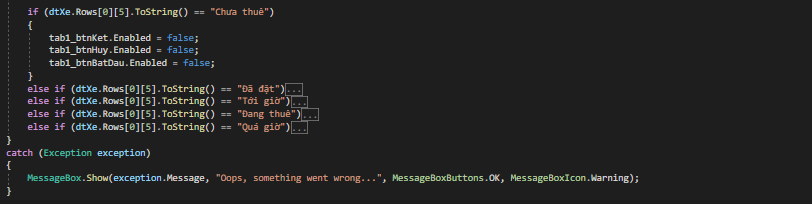 if (dtXe.Rows[0][5].ToString() == "Chưa thuê")
{
tab1_btnKet.Enabled = false;
tab1_btnHuy.Enabled = false;
tab1_btnBatDau.Enabled = false;
}
else if (dtXe.Rows[0][5].ToString() == "Đã đặt")...
else if (dtXe.Rows[0][5].ToString() == "Tới giờ")...
else if (dtXe.Rows[0][5].ToString() == "Đang thuê")...
else if (dtXe.Rows[0][5].ToString() == "Quá giờ")...
}
catch (Exception exception)
{
MessageBox.Show(exception.Message, "Oops, something went wrong...", MessageBoxButtons.OK, MessageBoxIcon.Warning);
}